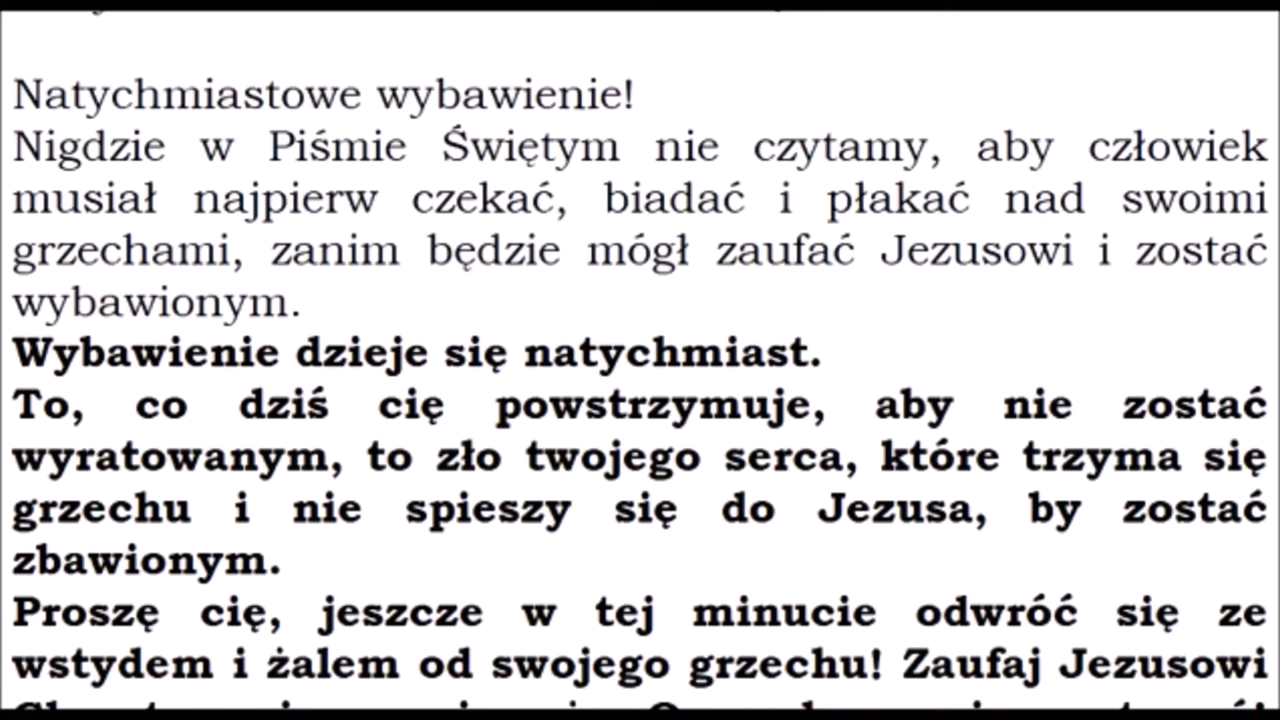 Natychmiastowe wybawienie!
Nigdzie w Piśmie Świętym nie czytamy, aby człowiek
musiał najpierw czekać, biadać i płakać nad swoimi
grzechami, zanim będzie mógł zaufać Jezusowi i zostać
wybawionym.
Wybawienie dzieje się natychmiast.
To, co dziś cię powstrzymuje, aby nie zostać
wyratowanym, to zło twojego serca, które trzyma się
grzechu i nie spieszy się do Jezusa, by zostać
zbawionym.
Proszę cię, jeszcze w tej minucie odwróć się ze
wstydem i żalem od swojego grzechu! Zaufaj Jezusowi